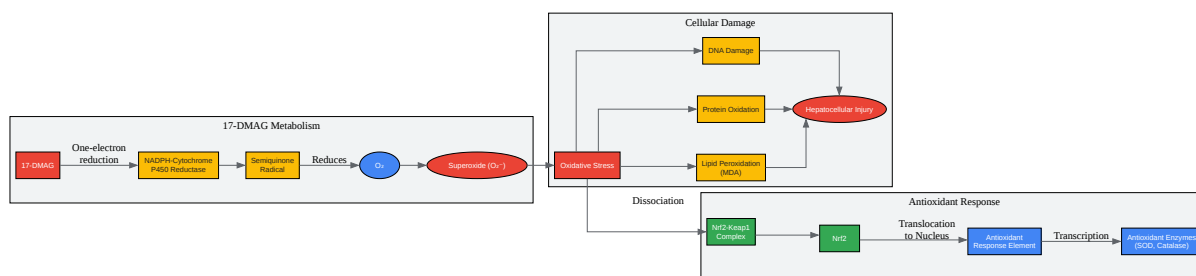 Cellular Damage
DNA Damage
Protein Oxidation
Hepatocellular Injury
17-DMAG Metabolism
One-electron
reduction
17-DMAG
NADPH-Cytochrome
P450 Reductase
Semiquinone
Radical
Reduces
O₂
Superoxide (O₂⁻)
Oxidative Stress
Lipid Peroxidation
(MDA)
Dissociation
Antioxidant Response
Nrf2-Keap1
Complex
Nrf2
Translocation
to Nucleus
Antioxidant
Response Element
Transcription
Antioxidant Enzymes
(SOD, Catalase)